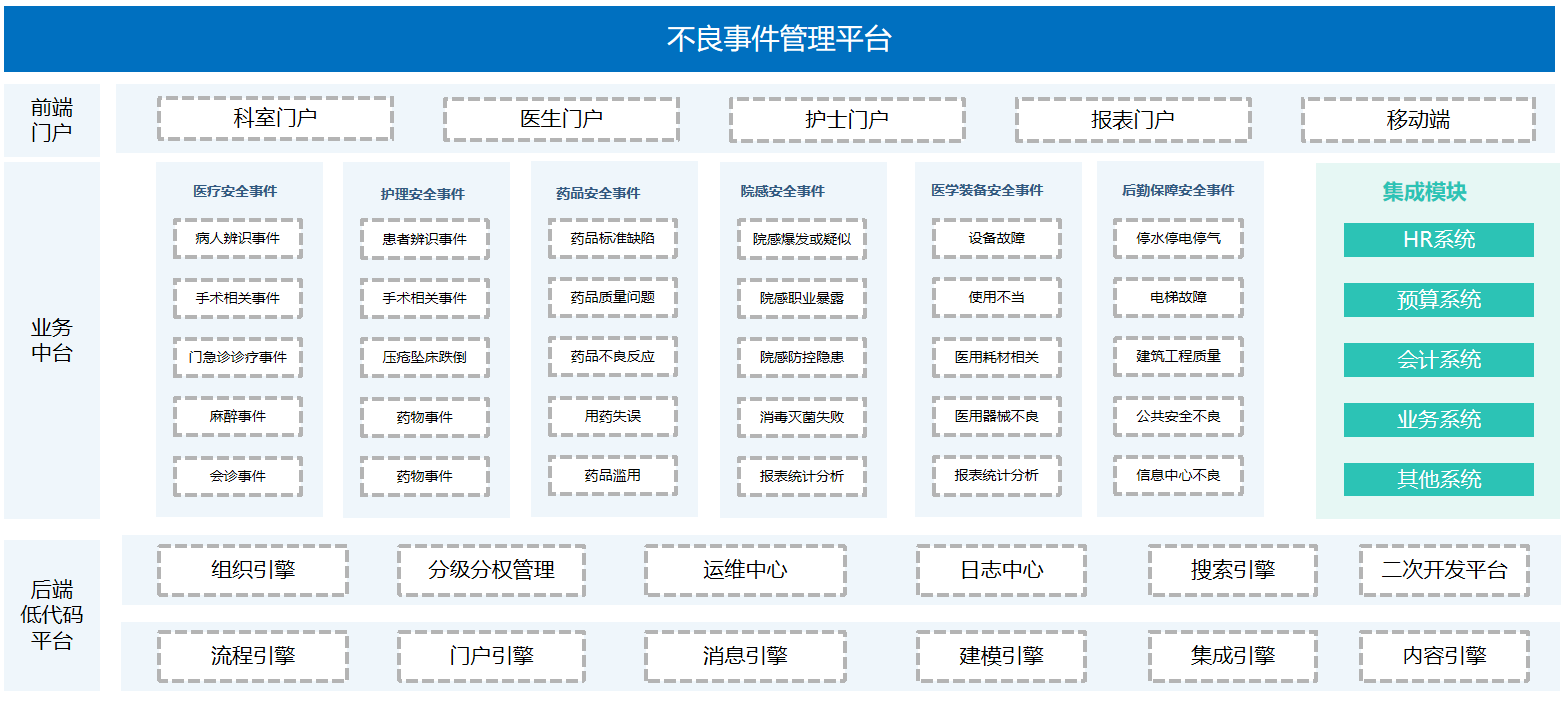 不良事件管理平台
前端
门户
科室门户
医生门户
护士门户
报表门户
移动端
业务
中台
医疗安全事件
病人辨识事件
手术相关事件
门急诊诊疗事件
麻醉事件
会诊事件
护理安全事件
患者辨识事件
手术相关事件
压疮坠床跌倒
药物事件
药物事件
药品安全事件
药品标准缺陷
药品质量问题
药品不良反应
用药失误
药品滥用
院感安全事件
院感爆发或疑似
院感职业暴露
院感防控隐患
消毒灭菌失败
报表统计分析
医学装备安全事件
设备故障
使用不当
医用耗材相关
医用器械不良
报表统计分析
后勤保障安全事件
停水停电停气
电梯故障
建筑工程质量
公共安全不良
信息中心不良
集成模块
HR系统
预算系统
会计系统
业务系统
其他系统
后端
低代码
平台
组织引擎
分级分权管理
运维中心
日志中心
搜索引擎
二次开发平台
流程引擎
门户引擎
消息引擎
建模引擎
集成引擎
内容引擎